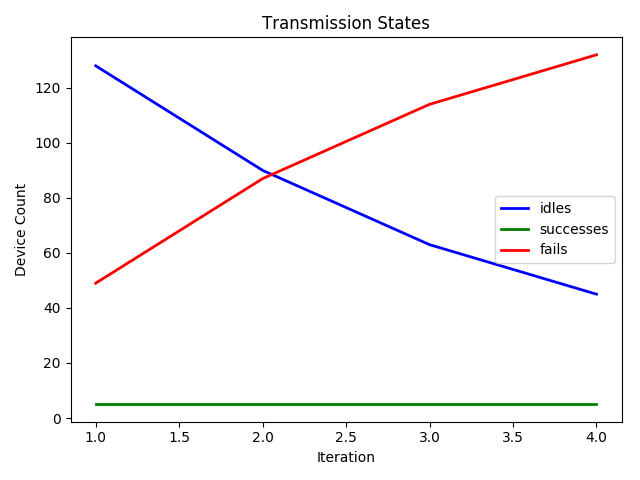 Transmission States
Device Count
120
100
80
60
40
20
0
idles
successes
fails
1.0 1.5 2.0 2.5 3.0 3.5 4.0
Iteration